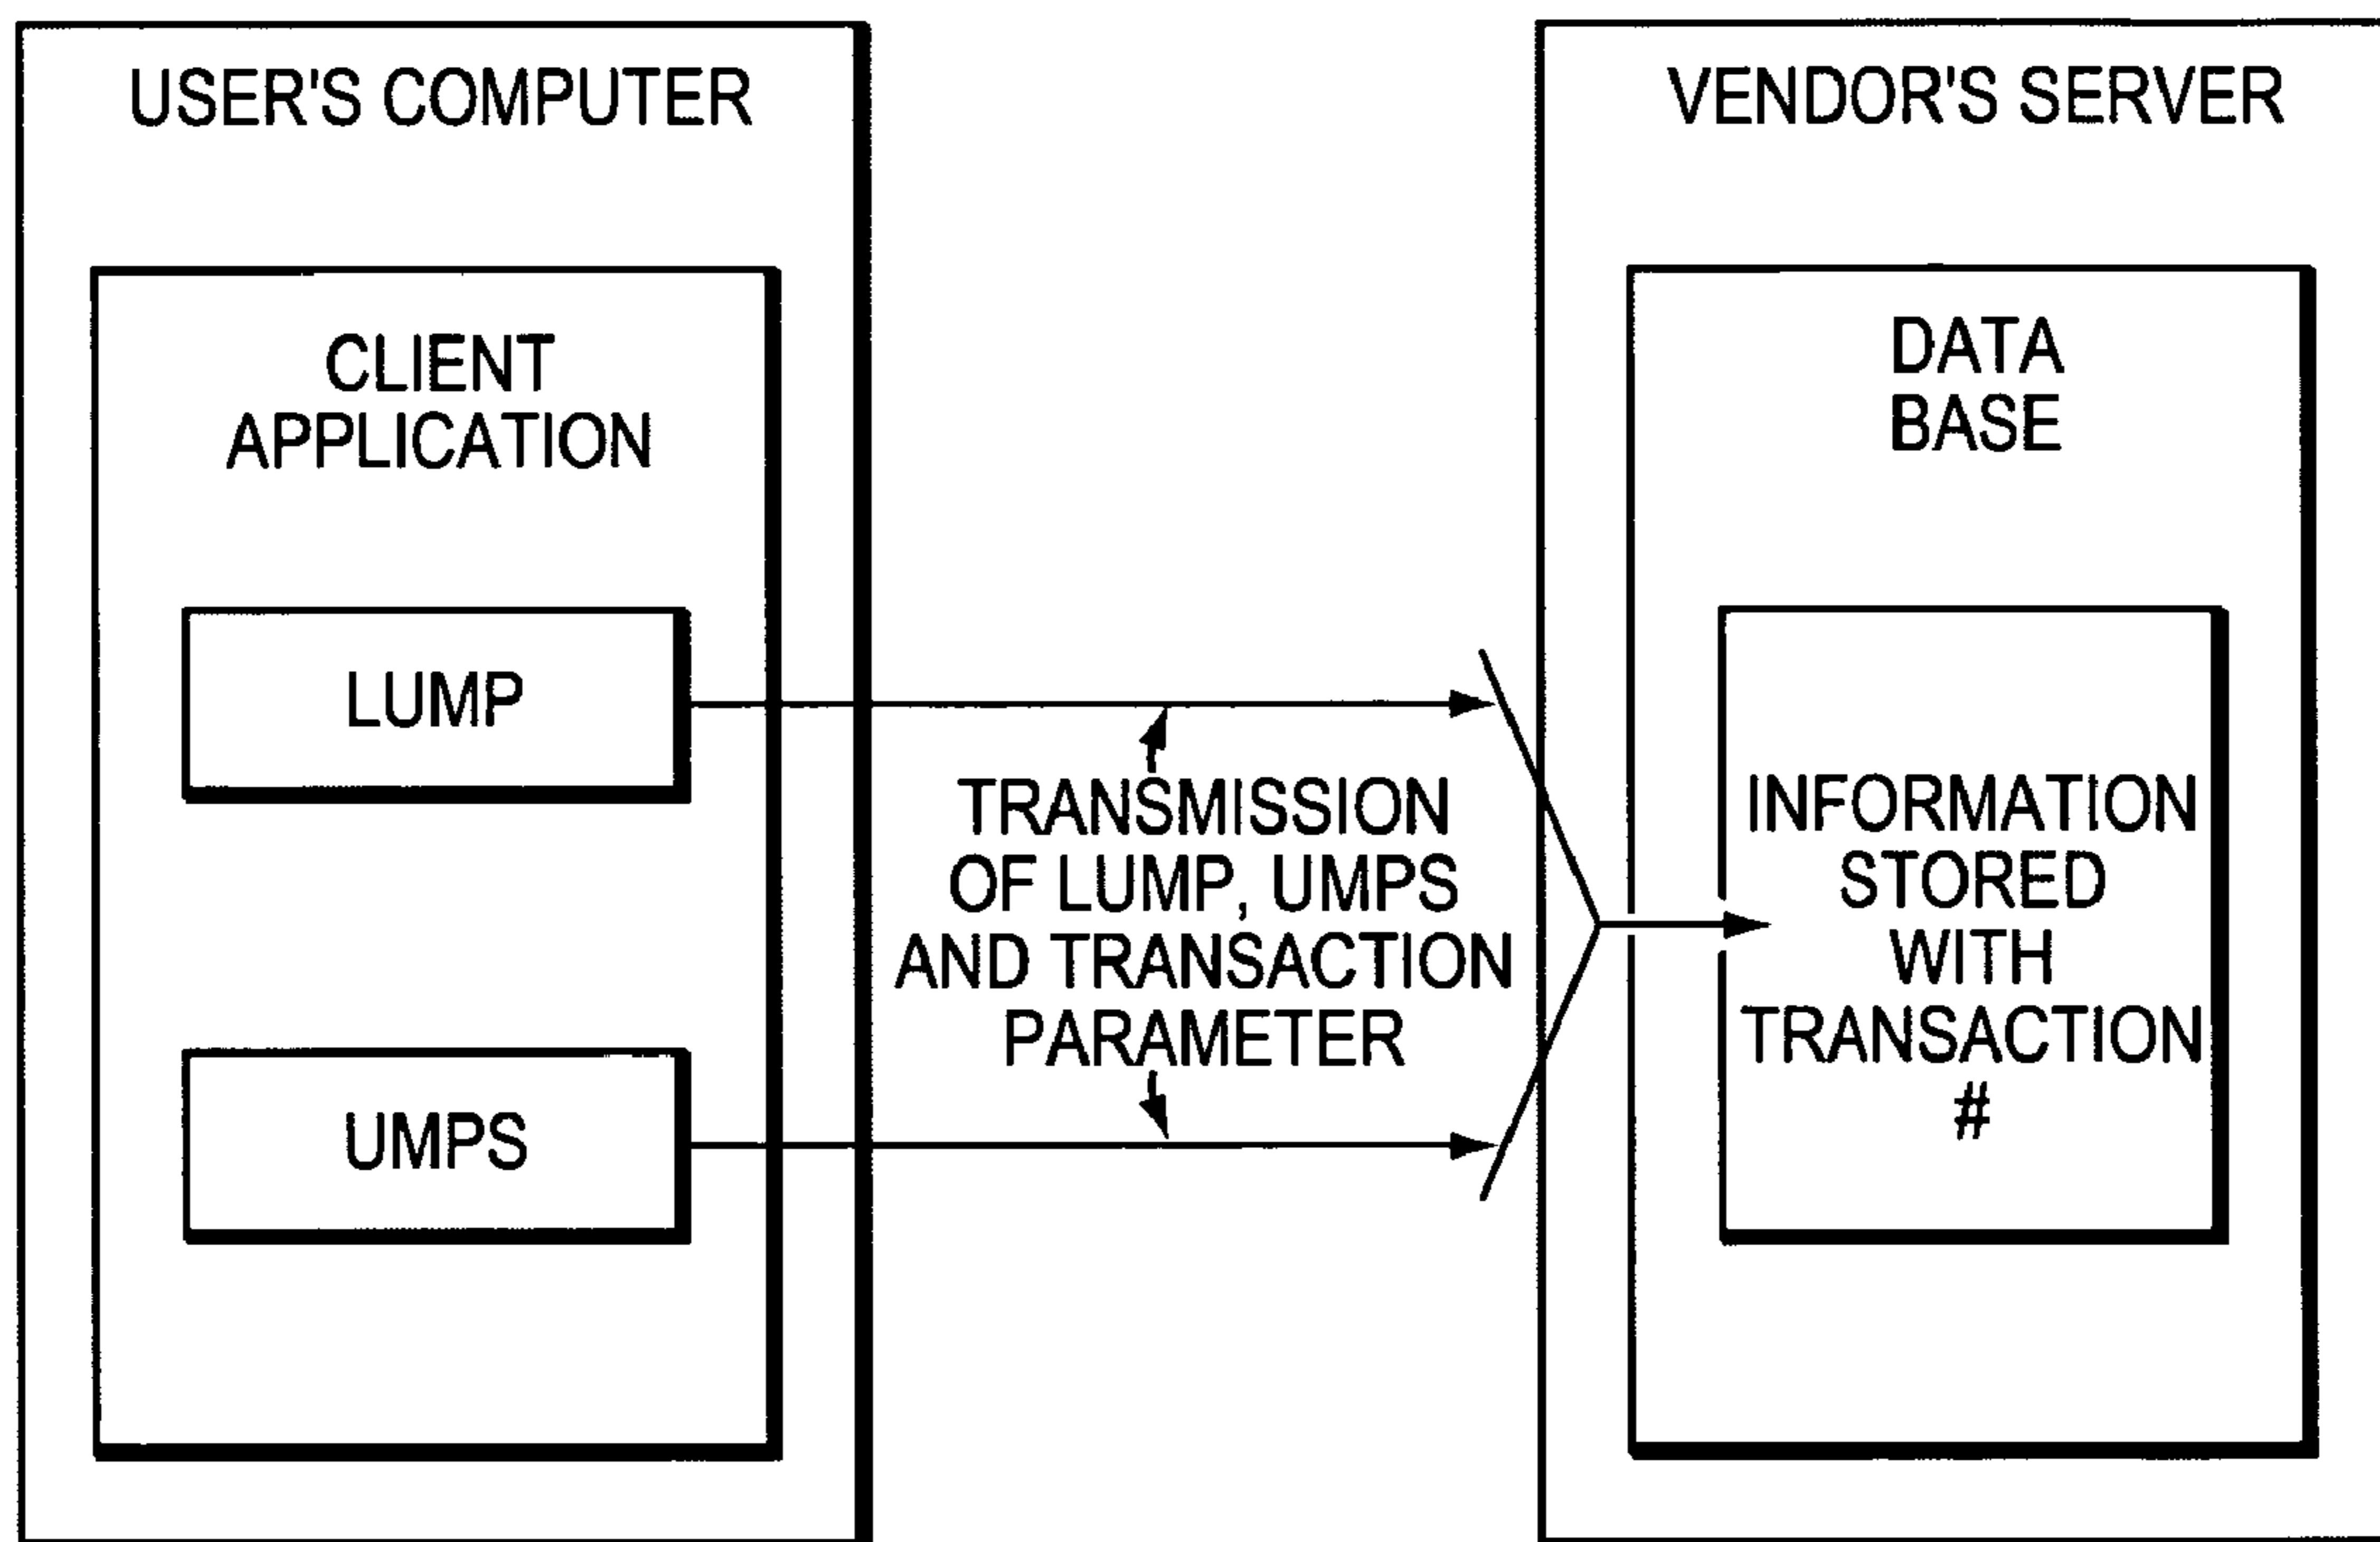 USER'S COMPUTER
CLIENT
APPLICATION
LUMP
UMPS
TRANSMISSION
OF LUMP, UMPS
AND TRANSACTION
PARAMETER
VENDOR'S SERVER
DATA
BASE
INFORMATION
STORED
WITH
TRANSACTION
#